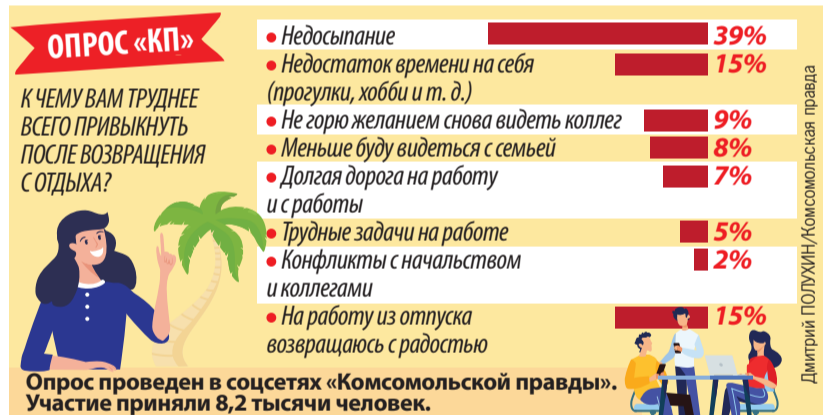 ОПРОС «КП»
К ЧЕМУ ВАМ ТРУДНЕЕ
ВСЕГО ПРИВЫКНУТЬ
ПОСЛЕ ВОЗВРАЩЕНИЯ
С ОТДЫХА?
• Недосыпание 39%
• Недостаток времени на себя 15%
(прогулки, хобби и т. д.)
• Не горю желанием снова видеть коллег 9%
• Меньше буду видеться с семьей 8%
• Долгая дорога на работу 7%
и с работы
• Трудные задачи на работе 5%
• Конфликты с начальством 2%
и коллегами
• На работу из отпуска 15%
возвращаюсь с радостью
Опрос проведен в соцсетях «Комсомольской правды».
Участие приняли 8,2 тысячи человек.
Дмитрий ПОЛУХИН/Комсомольская правда